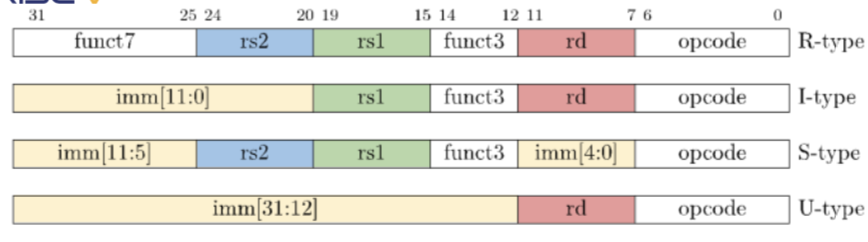 31 25 24 20 19 15 14 12 11 7 6 0
funct7 rs2 rs1 funct3 rd opcode R-type
imm[11:0] rs1 funct3 rd opcode I-type
imm[11:5] rs2 rs1 funct3 imm[4:0] opcode S-type
imm[31:12] rd opcode U-type